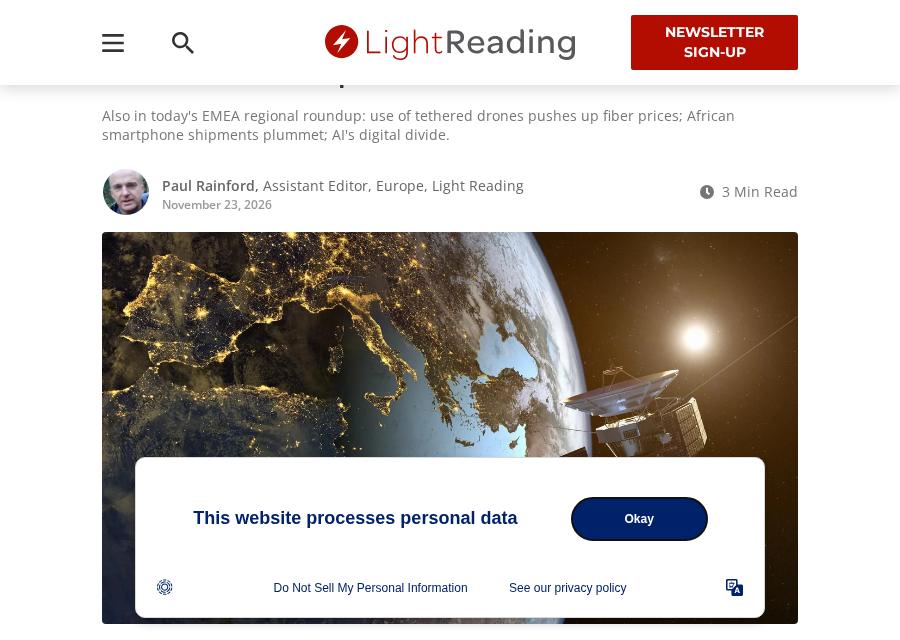 LightReading
NEWSLETTER
SIGN-UP
Also in today's EMEA regional roundup: use of tethered drones pushes up fiber prices; African
smartphone shipments plummet; AI's digital divide.
Paul Rainford, Assistant Editor, Europe, Light Reading
November 23, 2026
3 Min Read
This website processes personal data
Okay
Do Not Sell My Personal Information
See our privacy policy